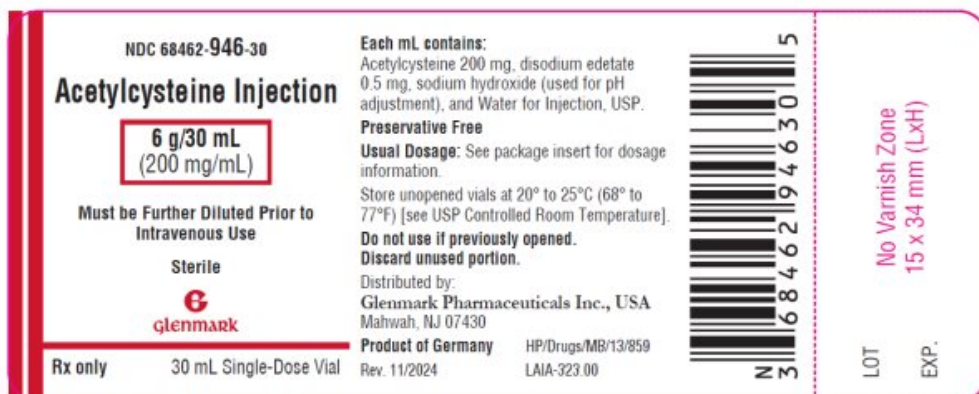 NDC 68462-946-30
Acetylcysteine Injection
6 g/30 mL
(200 mg/mL)
Must be Further Diluted Prior to
Intravenous Use
Sterile
glenmark
Rx only 30 mL Single-Dose Vial
Each mL contains:
Acetylcysteine 200 mg, disodium edetate
0.5 mg, sodium hydroxide (used for pH
adjustment), and Water for Injection, USP.
Preservative Free
Usual Dosage: See package insert for dosage
information.
Store unopened vials at 20° to 25°C (68° to
77°F) [see USP Controlled Room Temperature].
Do not use if previously opened.
Discard unused portion.
Distributed by:
Glenmark Pharmaceuticals Inc., USA
Mahwah, NJ 07430
Product of Germany HP/Drugs/MB/13/859
Rev. 11/2024 LAIA-323.00
N 3 68462 94630 5
No Varnish Zone
15 x 34 mm (LxH)
LOT
EXP.